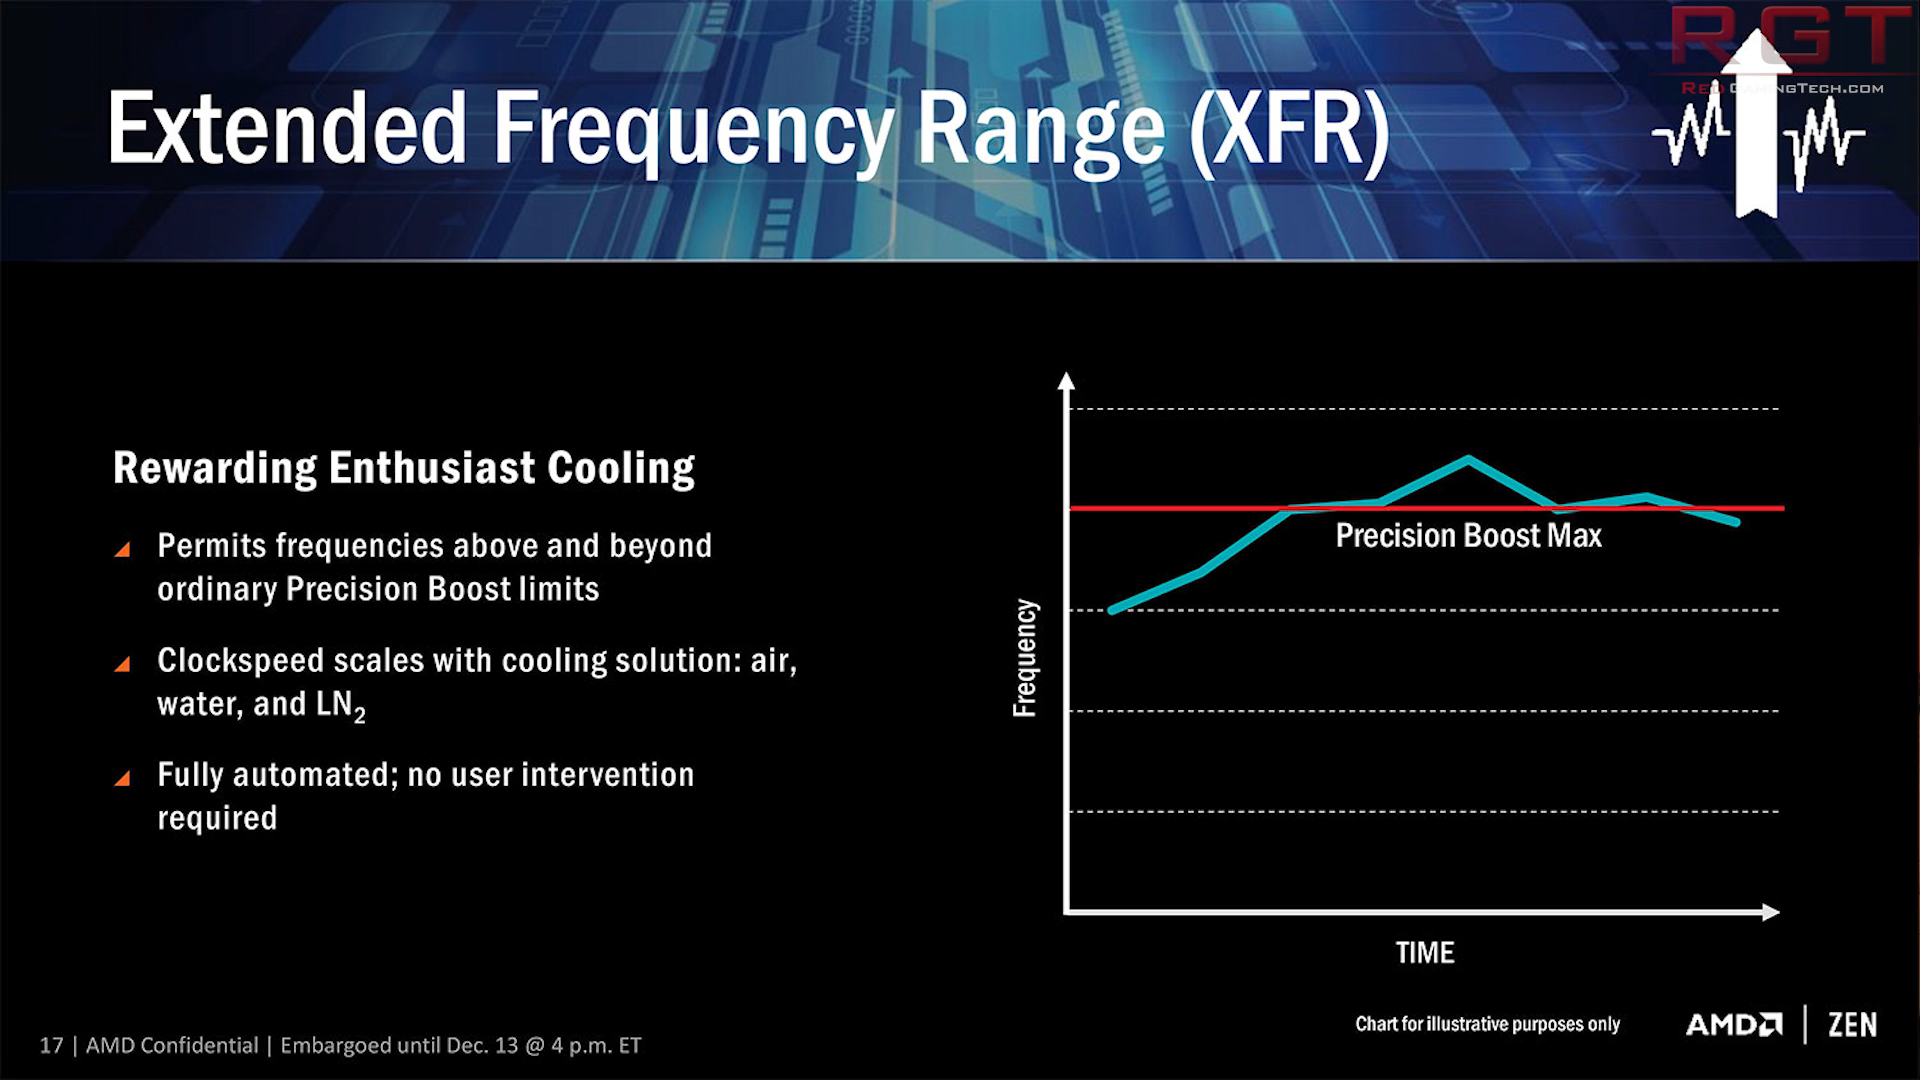 RGT
RedGamingTech.com
Extended Frequency Range (XFR)
Rewarding Enthusiast Cooling
Permits frequencies above and beyond
ordinary Precision Boost limits
Clockspeed scales with cooling solution: air,
water, and LN₂
Fully automated; no user intervention
required
Precision Boost Max
Frequency
TIME
Chart for illustrative purposes only
AMD | ZEN
17 | AMD Confidential | Embargoed until Dec. 13 @ 4 p.m. ET